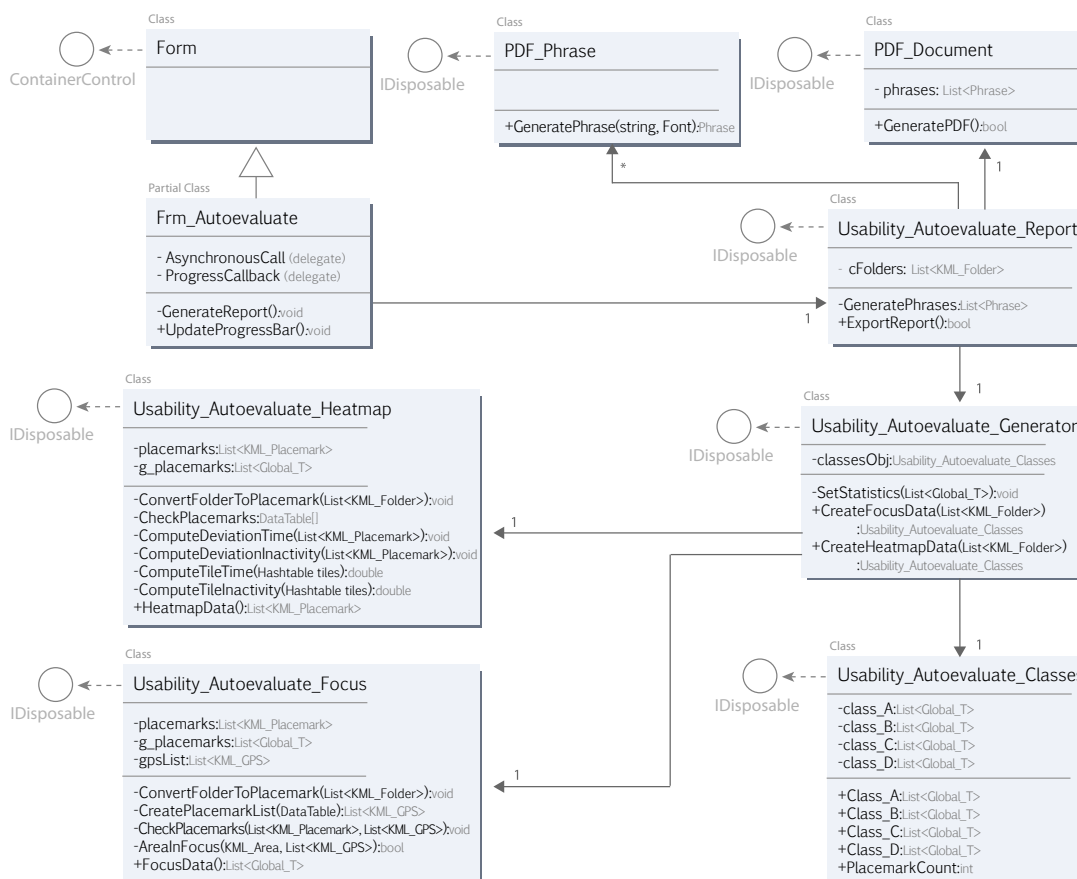 Class
Form
ContainerControl
Class
PDF_Phrase
IDisposable
+GeneratePhrase(string, Font):Phrase
Class
PDF_Document
IDisposable
- phrases: List<Phrase>
+GeneratePDF():bool
*
1
Partial Class
Frm_Autoevaluate
- AsynchronousCall (delegate)
- ProgressCallback (delegate)
-GenerateReport():void
+UpdateProgressBar():void
1
Class
Usability_Autoevaluate_Report
IDisposable
- cFolders: List<KML_Folder>
-GeneratePhrases:List<Phrase>
+ExportReport():bool
1
Class
Usability_Autoevaluate_Heatmap
IDisposable
-placemarks:List<KML_Placemark>
-g_placemarks:List<Global_T>
-ConvertFolderToPlacemark(List<KML_Folder>):void
-CheckPlacemarks:DataTable[]
-ComputeDeviationTime(List<KML_Placemark>):void
-ComputeDeviationInactivity(List<KML_Placemark>):void
-ComputeTileTime(Hashtable tiles):double
-ComputeTileInactivity(Hashtable tiles):double
+HeatmapData():List<KML_Placemark>
1
Class
Usability_Autoevaluate_Generator
IDisposable
-classesObj:Usability_Autoevaluate_Classes
-SetStatistics(List<Global_T>):void
+CreateFocusData(List<KML_Folder>)
:Usability_Autoevaluate_Classes
+CreateHeatmapData(List<KML_Folder>)
:Usability_Autoevaluate_Classes
1
Class
Usability_Autoevaluate_Focus
IDisposable
-placemarks:List<KML_Placemark>
-g_placemarks:List<Global_T>
-gpsList:List<KML_GPS>
-ConvertFolderToPlacemark(List<KML_Folder>):void
-CreatePlacemarkList(DataTable):List<KML_GPS>
-CheckPlacemarks(List<KML_Placemark>, List<KML_GPS>):void
-AreaInFocus(KML_Area, List<KML_GPS>):bool
+FocusData():List<Global_T>
1
Class
Usability_Autoevaluate_Classes
IDisposable
-class_A:List<Global_T>
-class_B:List<Global_T>
-class_C:List<Global_T>
-class_D:List<Global_T>
+Class_A:List<Global_T>
+Class_B:List<Global_T>
+Class_C:List<Global_T>
+Class_D:List<Global_T>
+PlacemarkCount:int